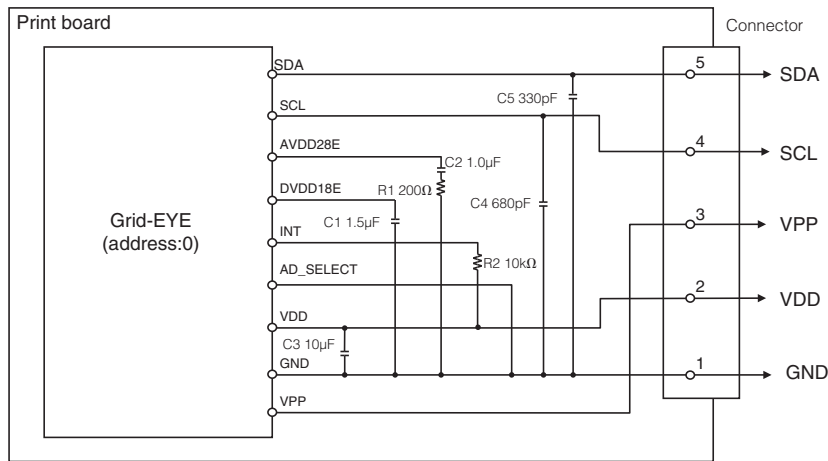 Print board
Connector
SDA
5
SDA
C5 330pF
SCL
4
SCL
AVDD28E
C2 1.0µF
DVDD18E
R1 200Ω
C4 680pF
Grid-EYE
(address:0)
C1 1.5µF
3
VPP
INT
R2 10kΩ
AD_SELECT
2
VDD
VDD
C3 10µF
GND
1
GND
VPP